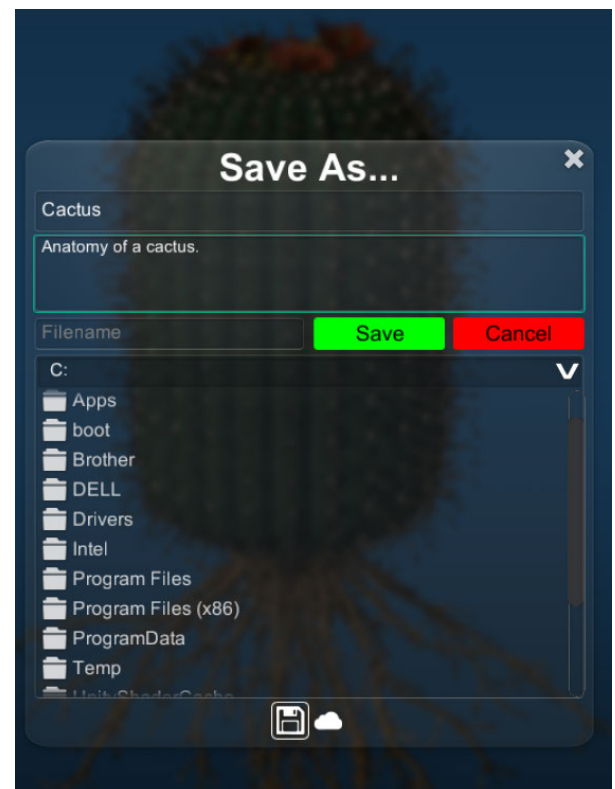 Save As...
Cactus
Anatomy of a cactus.
Filename Save Cancel
C:
Apps
boot
Brother
DELL
Drivers
Intel
Program Files
Program Files (x86)
ProgramData
Temp
UnityShaderCache